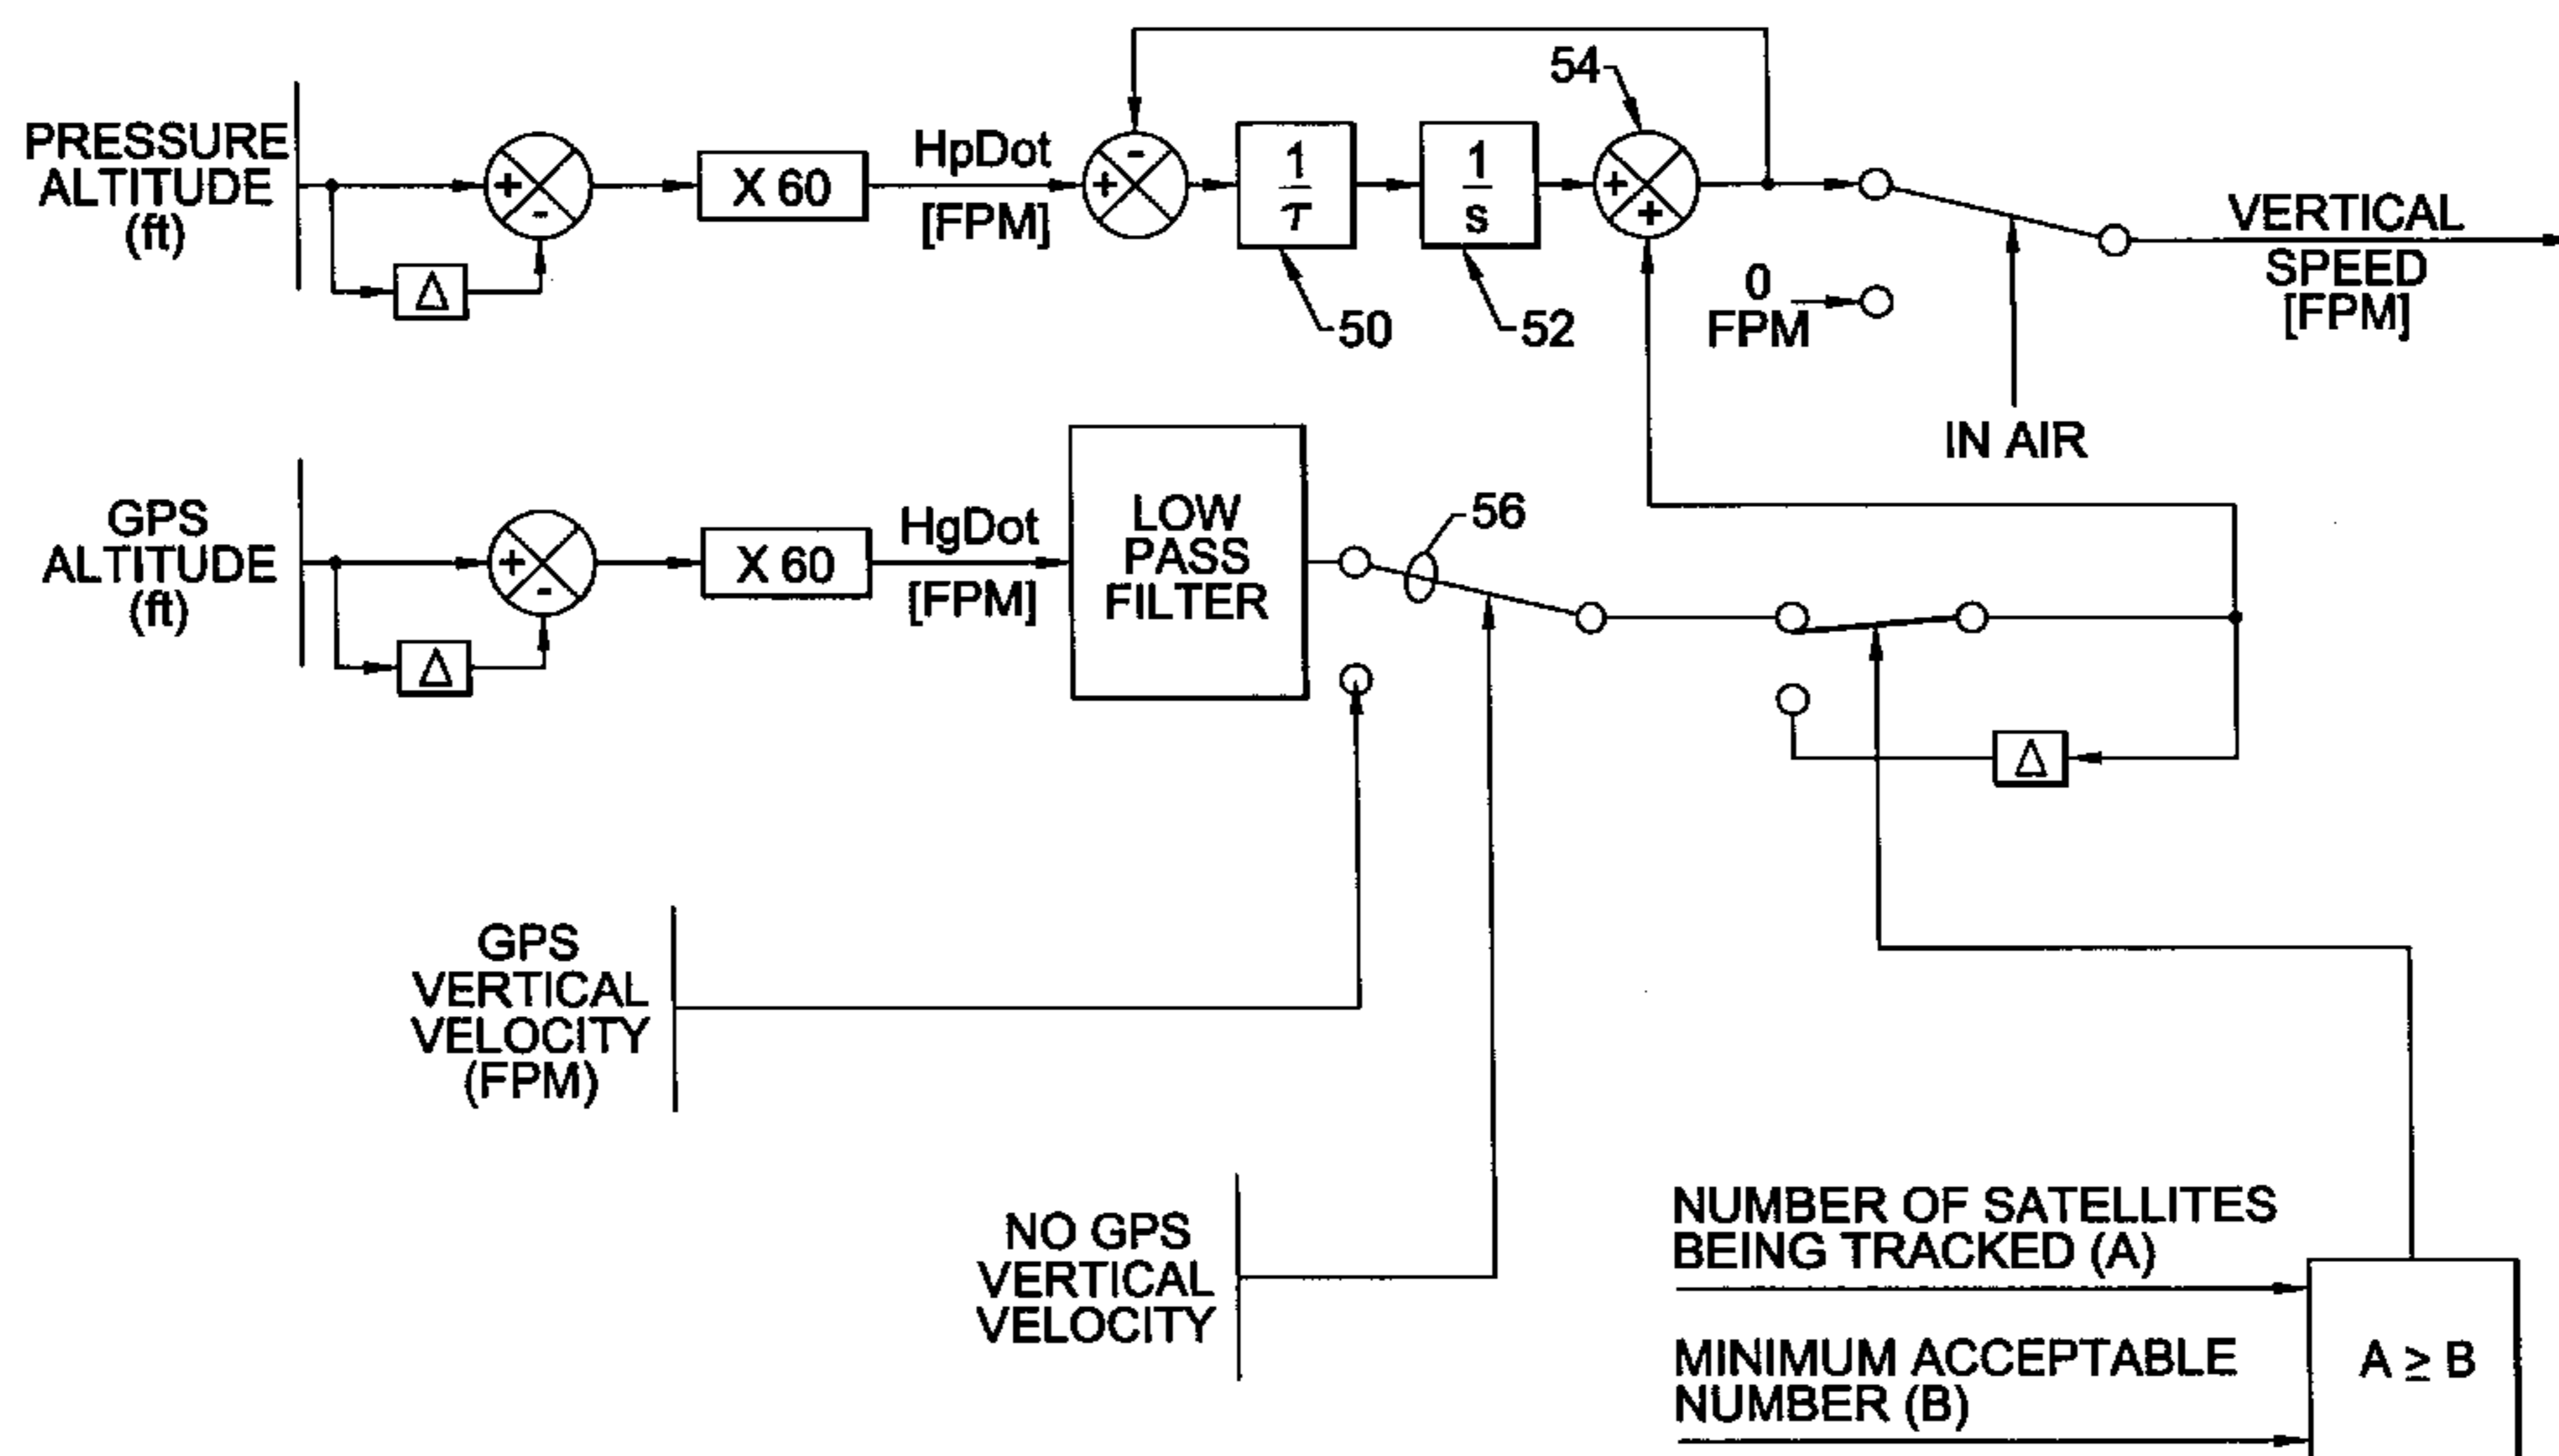 54
PRESSURE
ALTITUDE
(ft)
+
-
Δ
X 60
HpDot
[FPM]
-
+
1
τ
1
s
+
+
50
52
0
FPM
VERTICAL
SPEED
[FPM]
IN AIR
GPS
ALTITUDE
(ft)
+
-
Δ
X 60
HgDot
[FPM]
LOW
PASS
FILTER
56
Δ
GPS
VERTICAL
VELOCITY
(FPM)
NO GPS
VERTICAL
VELOCITY
NUMBER OF SATELLITES
BEING TRACKED (A)
MINIMUM ACCEPTABLE
NUMBER (B)
A ≥ B